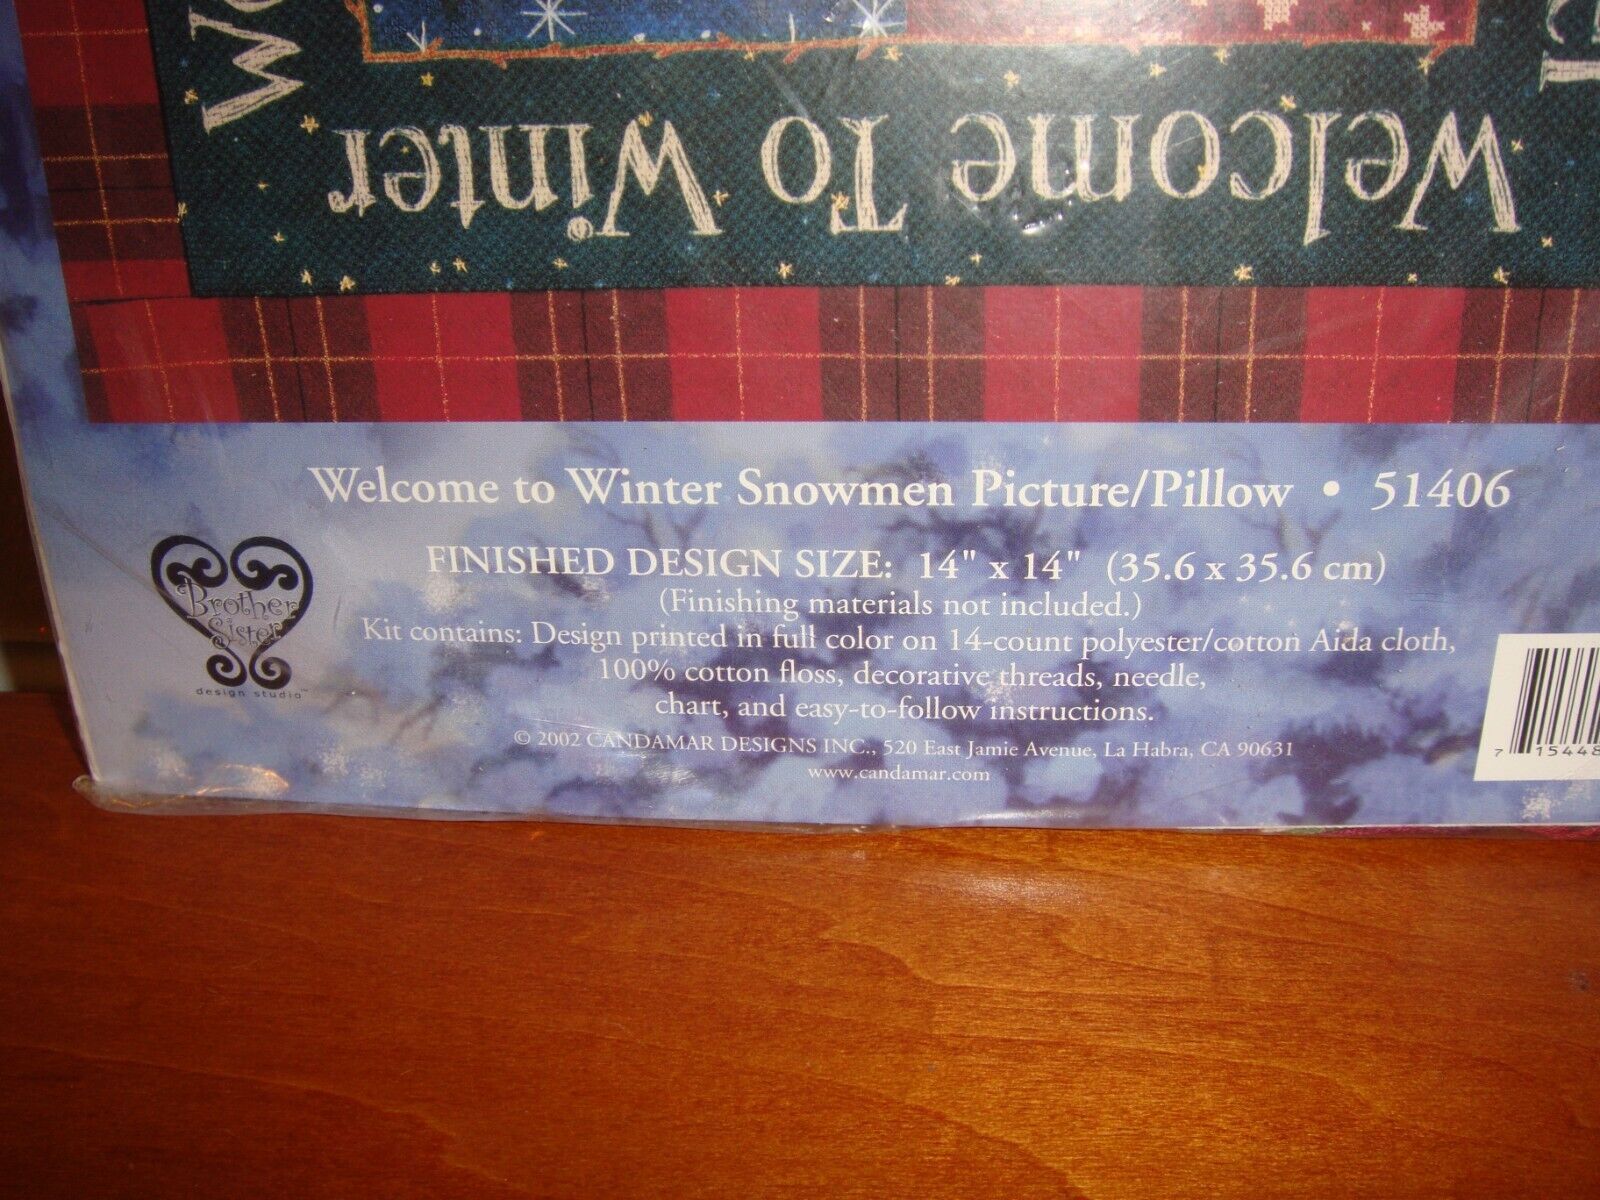 Welcome To Winter
Welcome to Winter Snowmen Picture/Pillow • 51406
Brother
Sister
design studio™
FINISHED DESIGN SIZE: 14" x 14" (35.6 x 35.6 cm)
(Finishing materials not included.)
Kit contains: Design printed in full color on 14-count polyester/cotton Aida cloth,
100% cotton floss, decorative threads, needle,
chart, and easy-to-follow instructions.
© 2002 CANDAMAR DESIGNS INC., 520 East Jamie Avenue, La Habra, CA 90631
www.candamar.com
7 15448